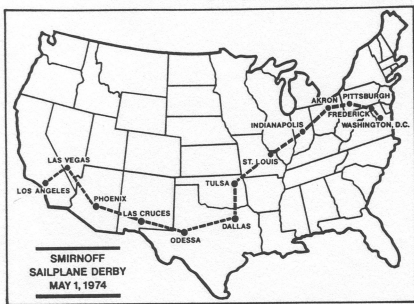 AKRON
PITTSBURGH
FREDERICK
WASHINGTON, D.C.
INDIANAPOLIS
ST. LOUIS
LAS VEGAS
LOS ANGELES
TULSA
PHOENIX
LAS CRUCES
DALLAS
ODESSA
SMIRNOFF
SAILPLANE DERBY
MAY 1, 1974